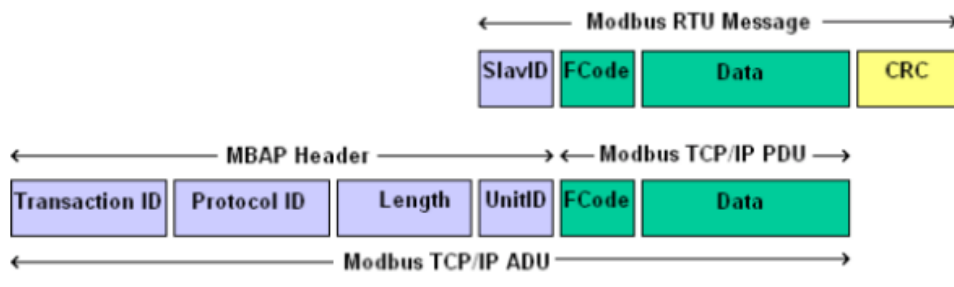 Modbus RTU Message
SlavID FCode Data CRC
MBAP Header Modbus TCP/IP PDU
Transaction ID Protocol ID Length UnitID FCode Data
Modbus TCP/IP ADU